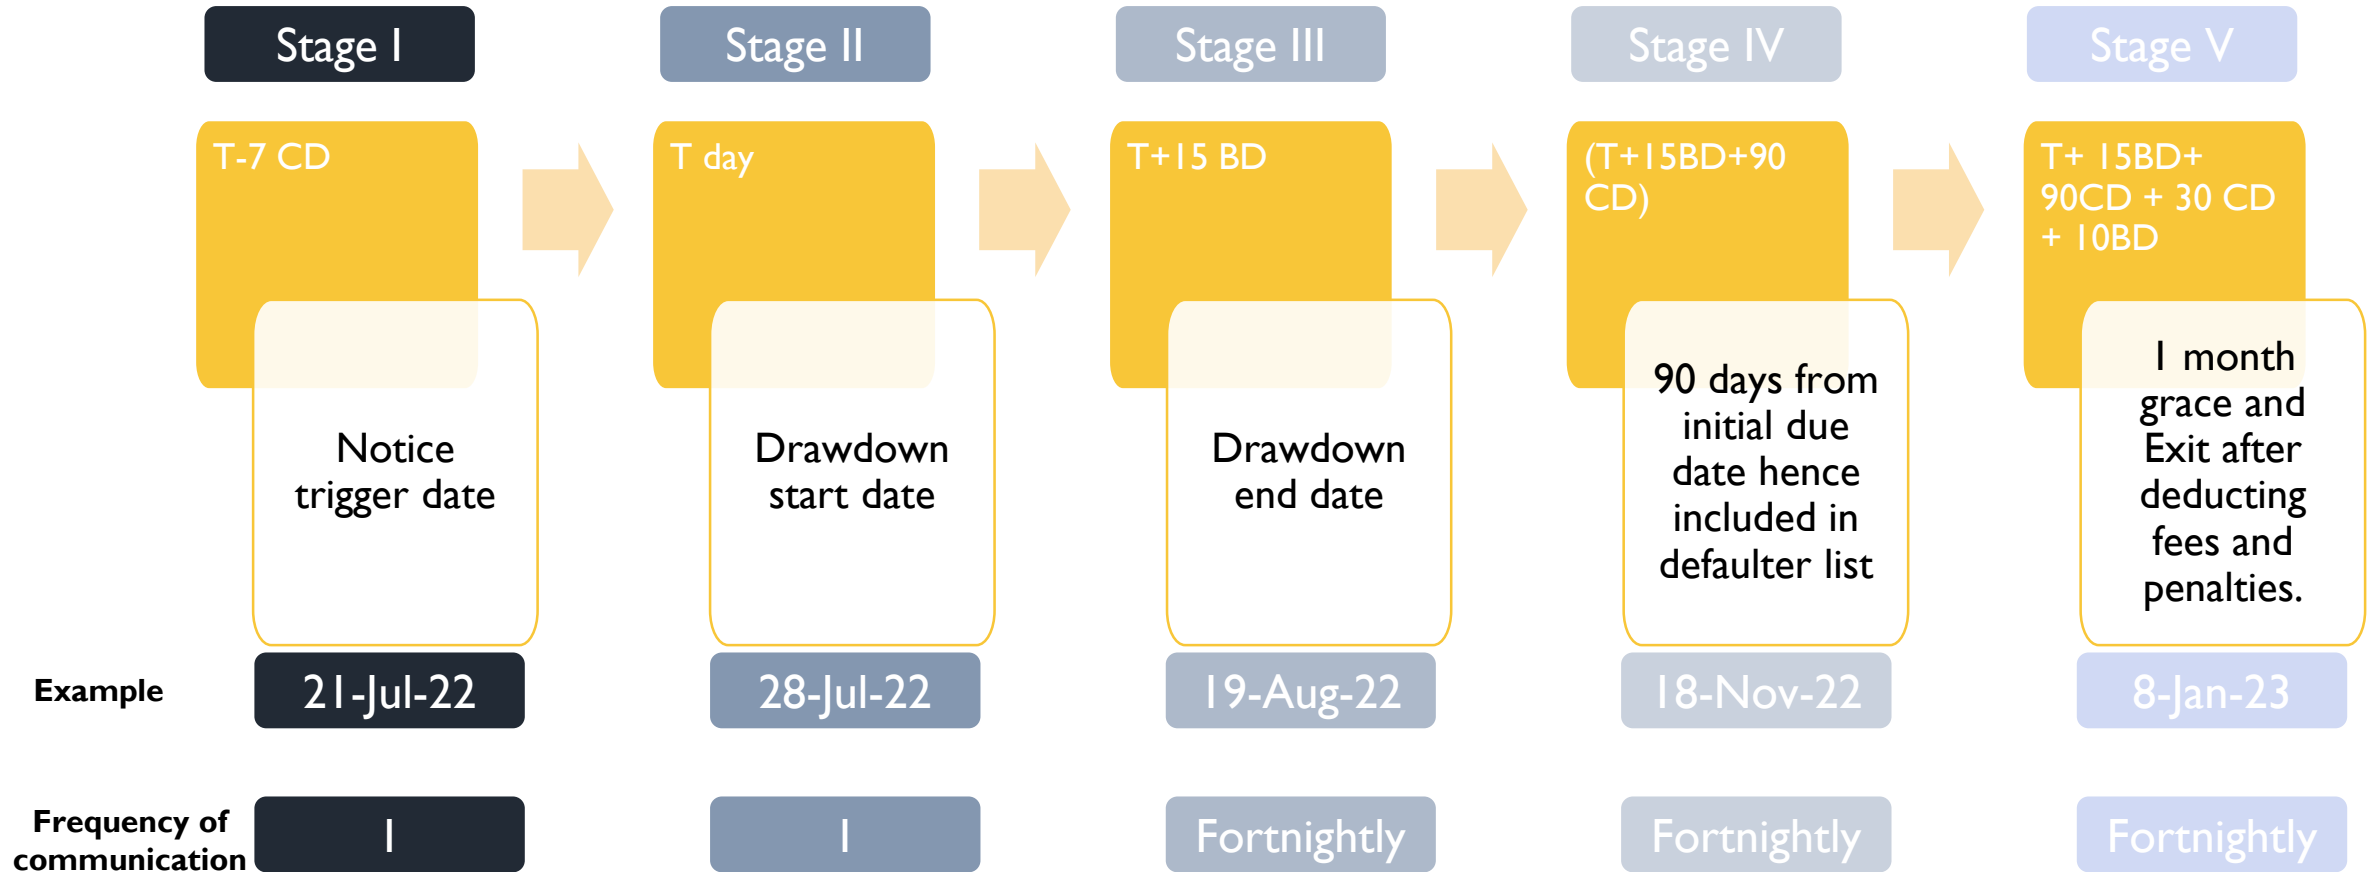 Stage I
Stage II
Stage III
Stage IV
Stage V
T-7 CD
T day
T+15 BD
(T+15BD+90
CD)
T+ 15BD+
90CD + 30 CD
+ 10BD
Notice
trigger date
Drawdown
start date
Drawdown
end date
90 days from
initial due
date hence
included in
defaulter list
1 month
grace and
Exit after
deducting
fees and
penalties.
Example
21-Jul-22
28-Jul-22
19-Aug-22
18-Nov-22
8-Jan-23
Frequency of
communication
1
1
Fortnightly
Fortnightly
Fortnightly